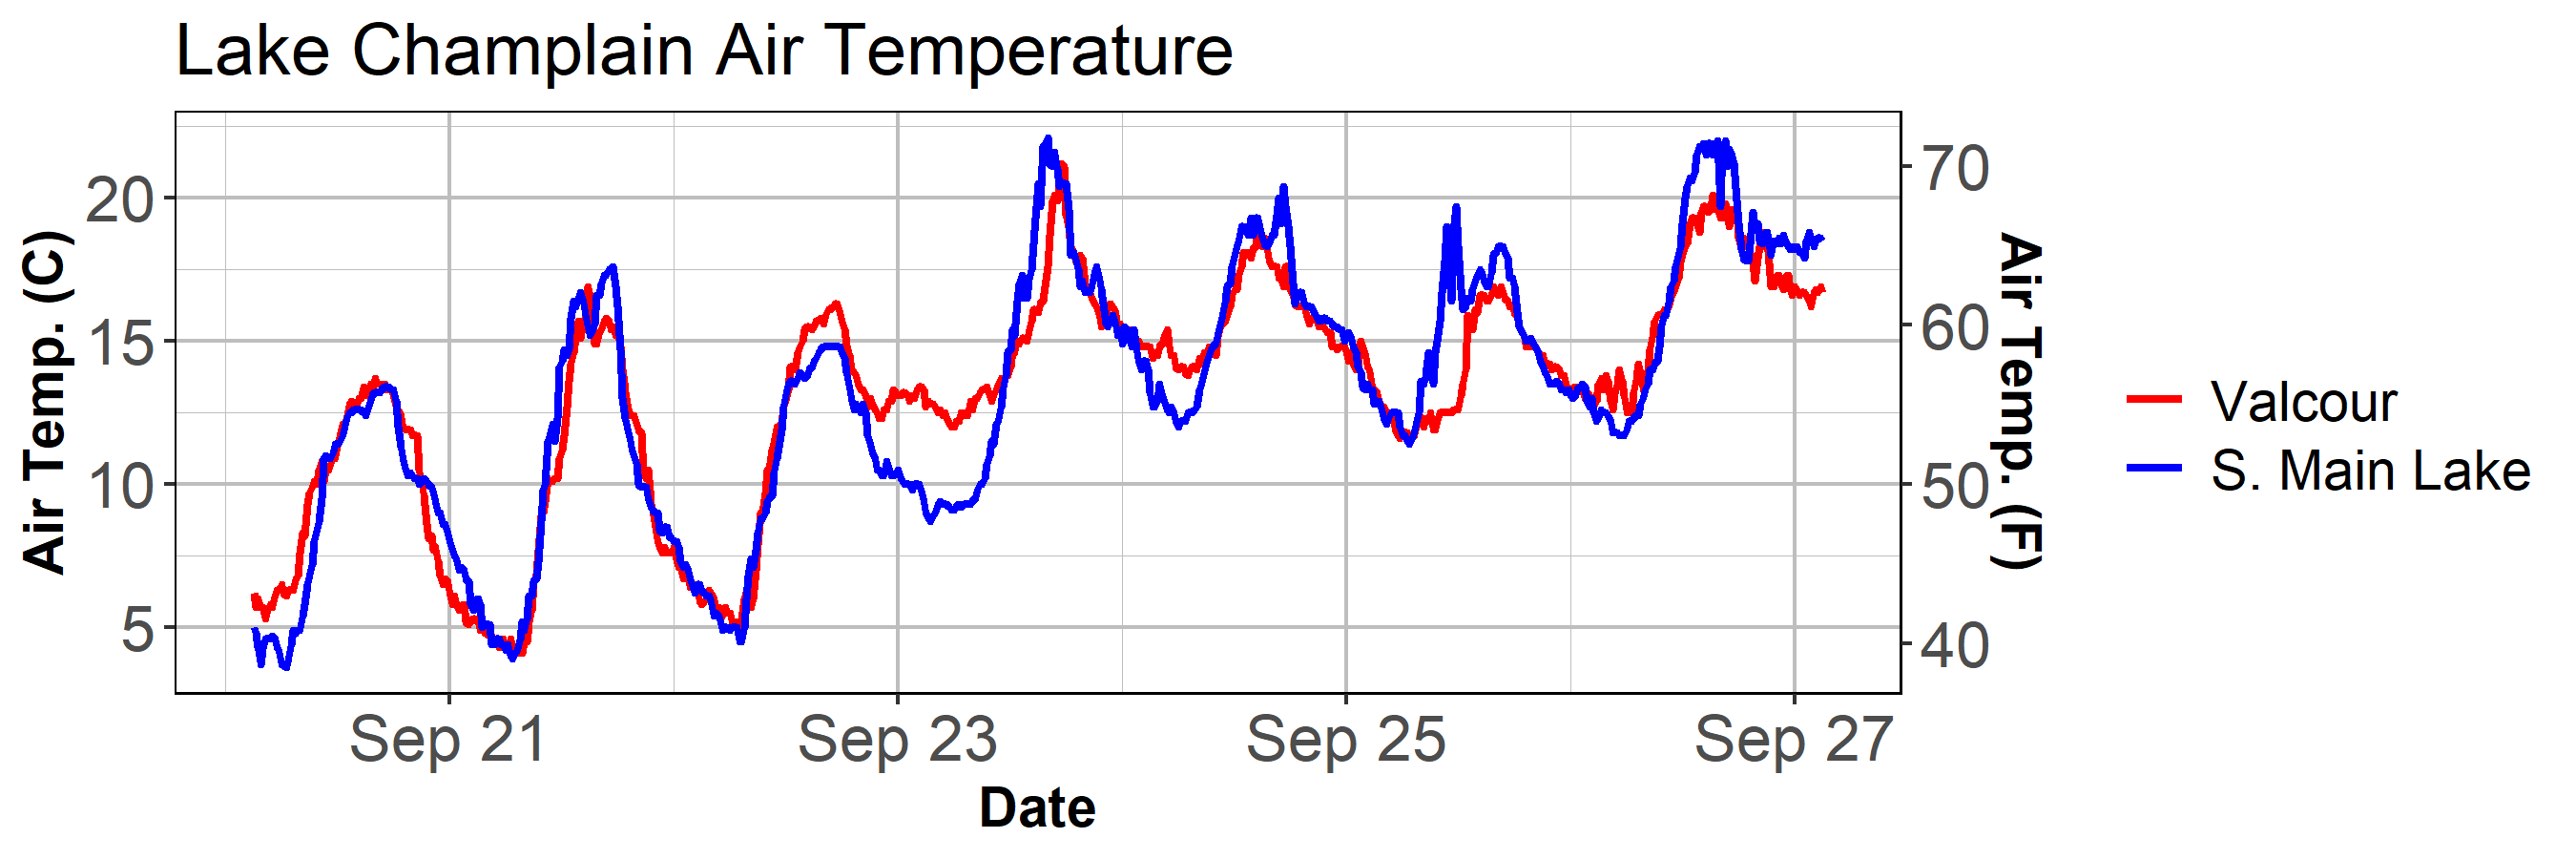 Lake Champlain Air Temperature
Air Temp. (C)
20
15
10
5
70
60
50
40
Air Temp. (F)
Sep 21
Sep 23
Sep 25
Sep 27
Date
Valcour
S. Main Lake